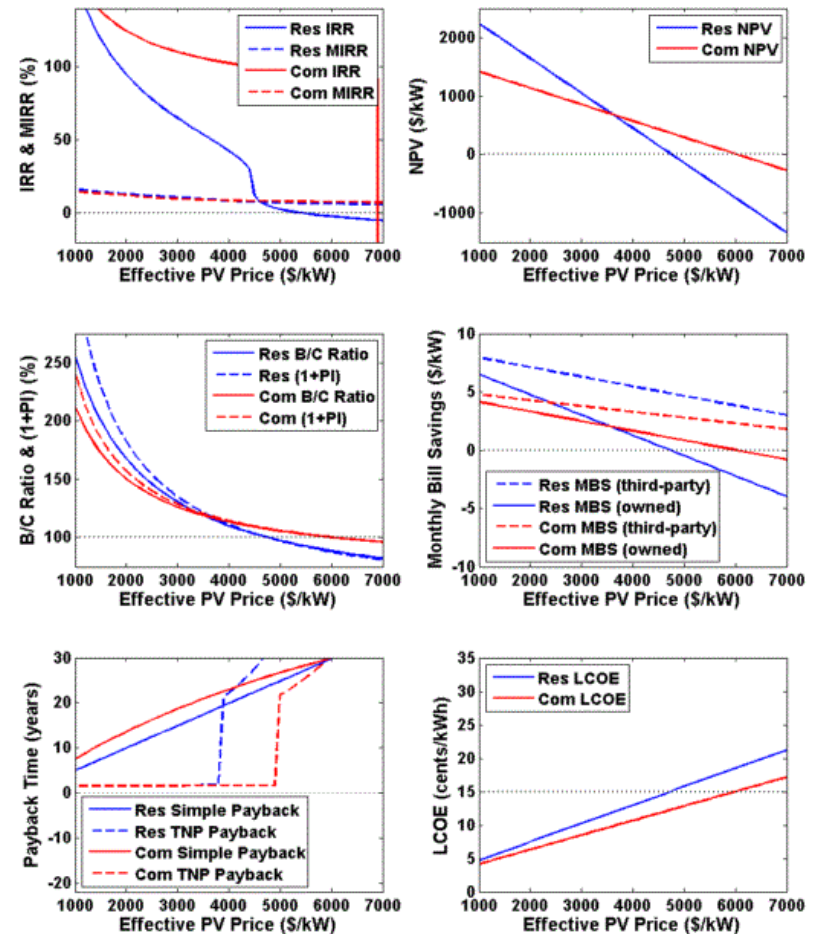 IRR & MIRR (%)
100
50
0
Res IRR
Res MIRR
Com IRR
Com MIRR
1000 2000 3000 4000 5000 6000 7000
Effective PV Price ($/kW)
NPV ($/kW)
2000
1000
0
-1000
Res NPV
Com NPV
1000 2000 3000 4000 5000 6000 7000
Effective PV Price ($/kW)
B/C Ratio & (1+PI) (%)
250
200
150
100
Res B/C Ratio
Res (1+PI)
Com B/C Ratio
Com (1+PI)
1000 2000 3000 4000 5000 6000 7000
Effective PV Price ($/kW)
Monthly Bill Savings ($/kW)
10
5
0
-5
-10
Res MBS (third-party)
Res MBS (owned)
Com MBS (third-party)
Com MBS (owned)
1000 2000 3000 4000 5000 6000 7000
Effective PV Price ($/kW)
Payback Time (years)
30
20
10
0
-10
-20
Res Simple Payback
Res TNP Payback
Com Simple Payback
Com TNP Payback
1000 2000 3000 4000 5000 6000 7000
Effective PV Price ($/kW)
LCOE (cents/kWh)
35
30
25
20
15
10
5
0
Res LCOE
Com LCOE
1000 2000 3000 4000 5000 6000 7000
Effective PV Price ($/kW)